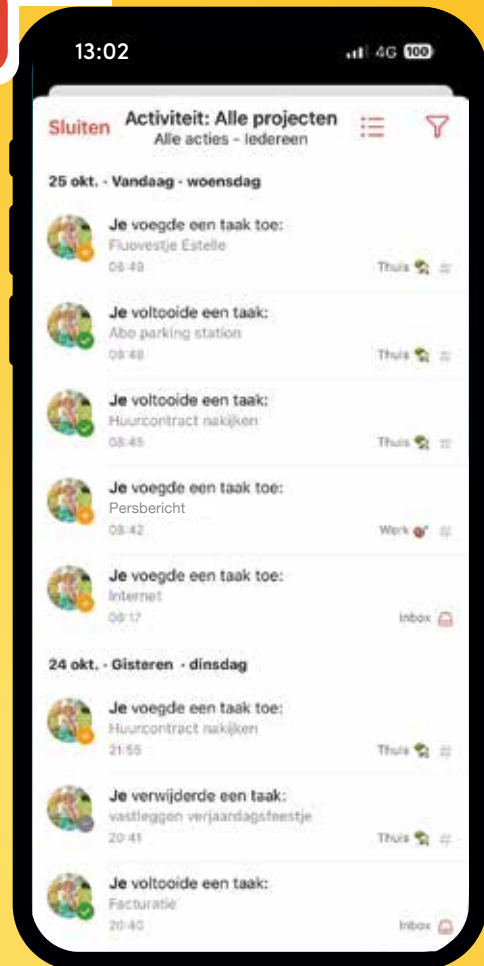 13:02
4G 100
Sluiten
Activiteit: Alle projecten
Alle acties - Iedereen
25 okt. - Vandaag - woensdag
Je voegde een taak toe:
Fluovestje Estelle
08:49
Thuis
Je voltooide een taak:
Abo parking station
08:48
Thuis
Je voltooide een taak:
Huurcontract nakijken
08:45
Thuis
Je voegde een taak toe:
Persbericht
08:42
Werk
Je voegde een taak toe:
Internet
08:17
Inbox
24 okt. - Gisteren - dinsdag
Je voegde een taak toe:
Huurcontract nakijken
21:55
Thuis
Je verwijderde een taak:
vastleggen verjaardagsfeestje
20:41
Thuis
Je voltooide een taak:
Facturatie
20:40
Inbox